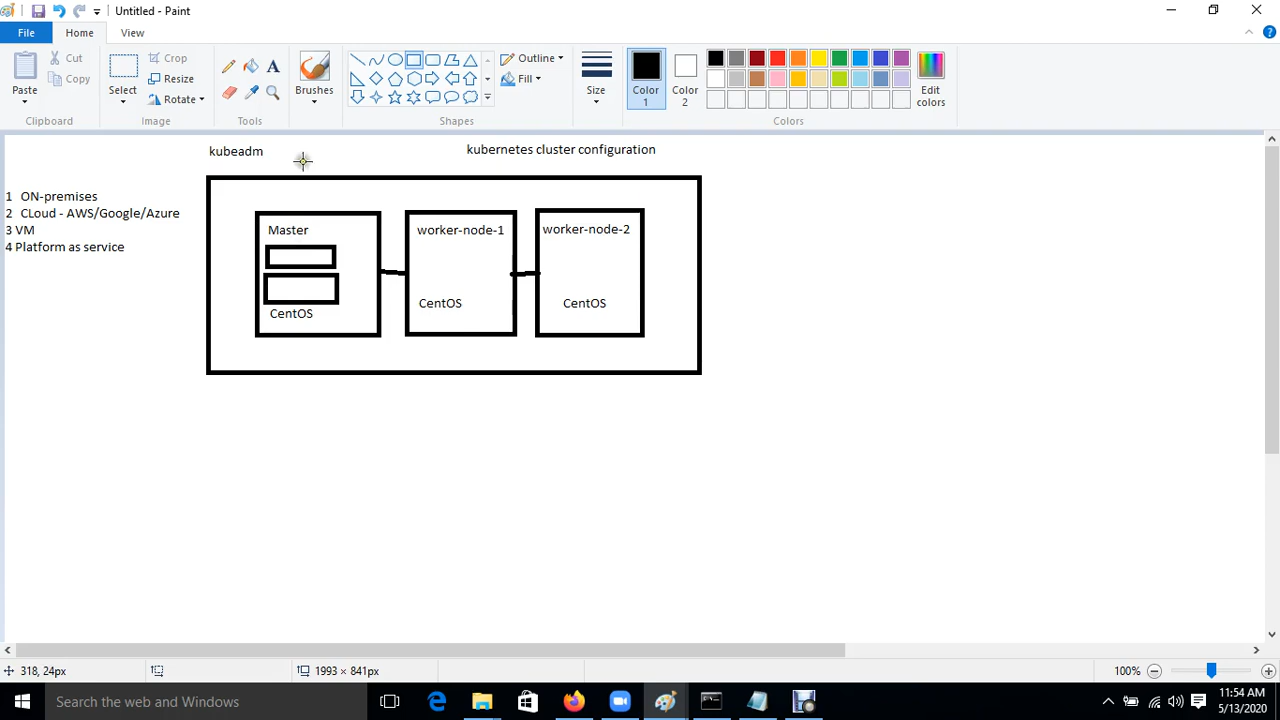 Untitled - Paint
File
Home
View
Paste
Cut
Copy
Clipboard
Select
Crop
Resize
Rotate
Image
Tools
Brushes
Shapes
Outline
Fill
Size
Color 1
Color 2
Edit colors
Colors
kubeadm
kubernetes cluster configuration
1 ON-premises
2 CLoud - AWS/Google/Azure
3 VM
4 Platform as service
Master
CentOS
worker-node-1
CentOS
worker-node-2
CentOS
318, 24px
1993 × 841px
100%
Search the web and Windows
11:54 AM
5/13/2020